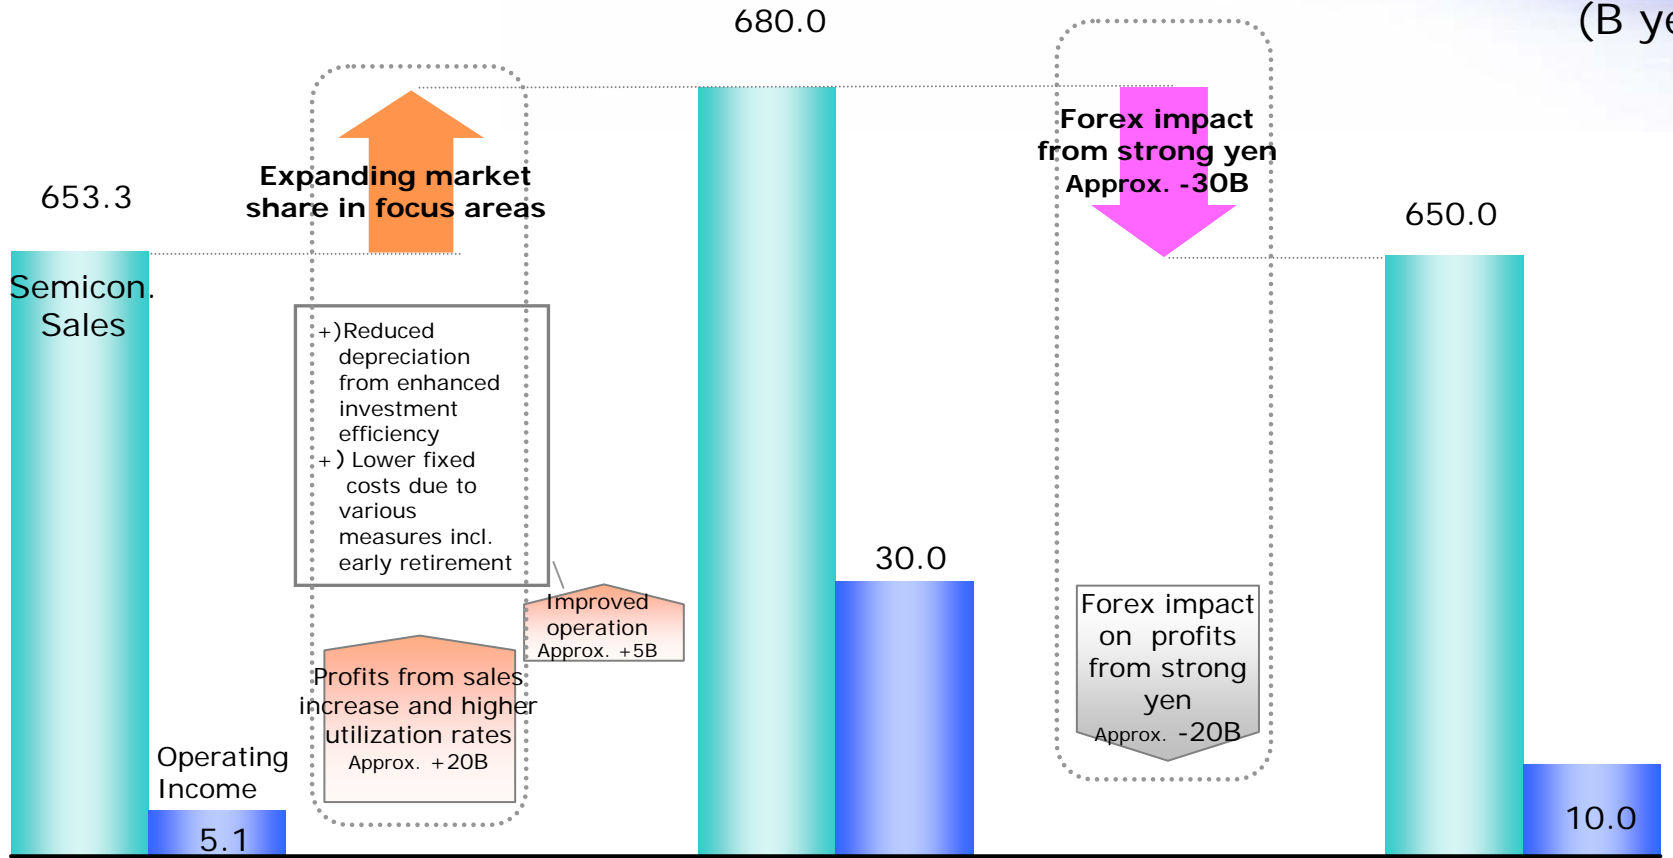 680.0
(B ye
653.3
Semicon.
Sales
Expanding market
share in focus areas
Forex impact
from strong yen
Approx. -30B
650.0
+)Reduced
depreciation
from enhanced
investment
efficiency
+) Lower fixed
costs due to
various
measures incl.
early retirement
Improved
operation
Approx. +5B
30.0
Profits from sales
increase and higher
utilization rates
Approx. +20B
Forex impact
on profits
from strong
yen
Approx. -20B
Operating
Income
5.1
10.0